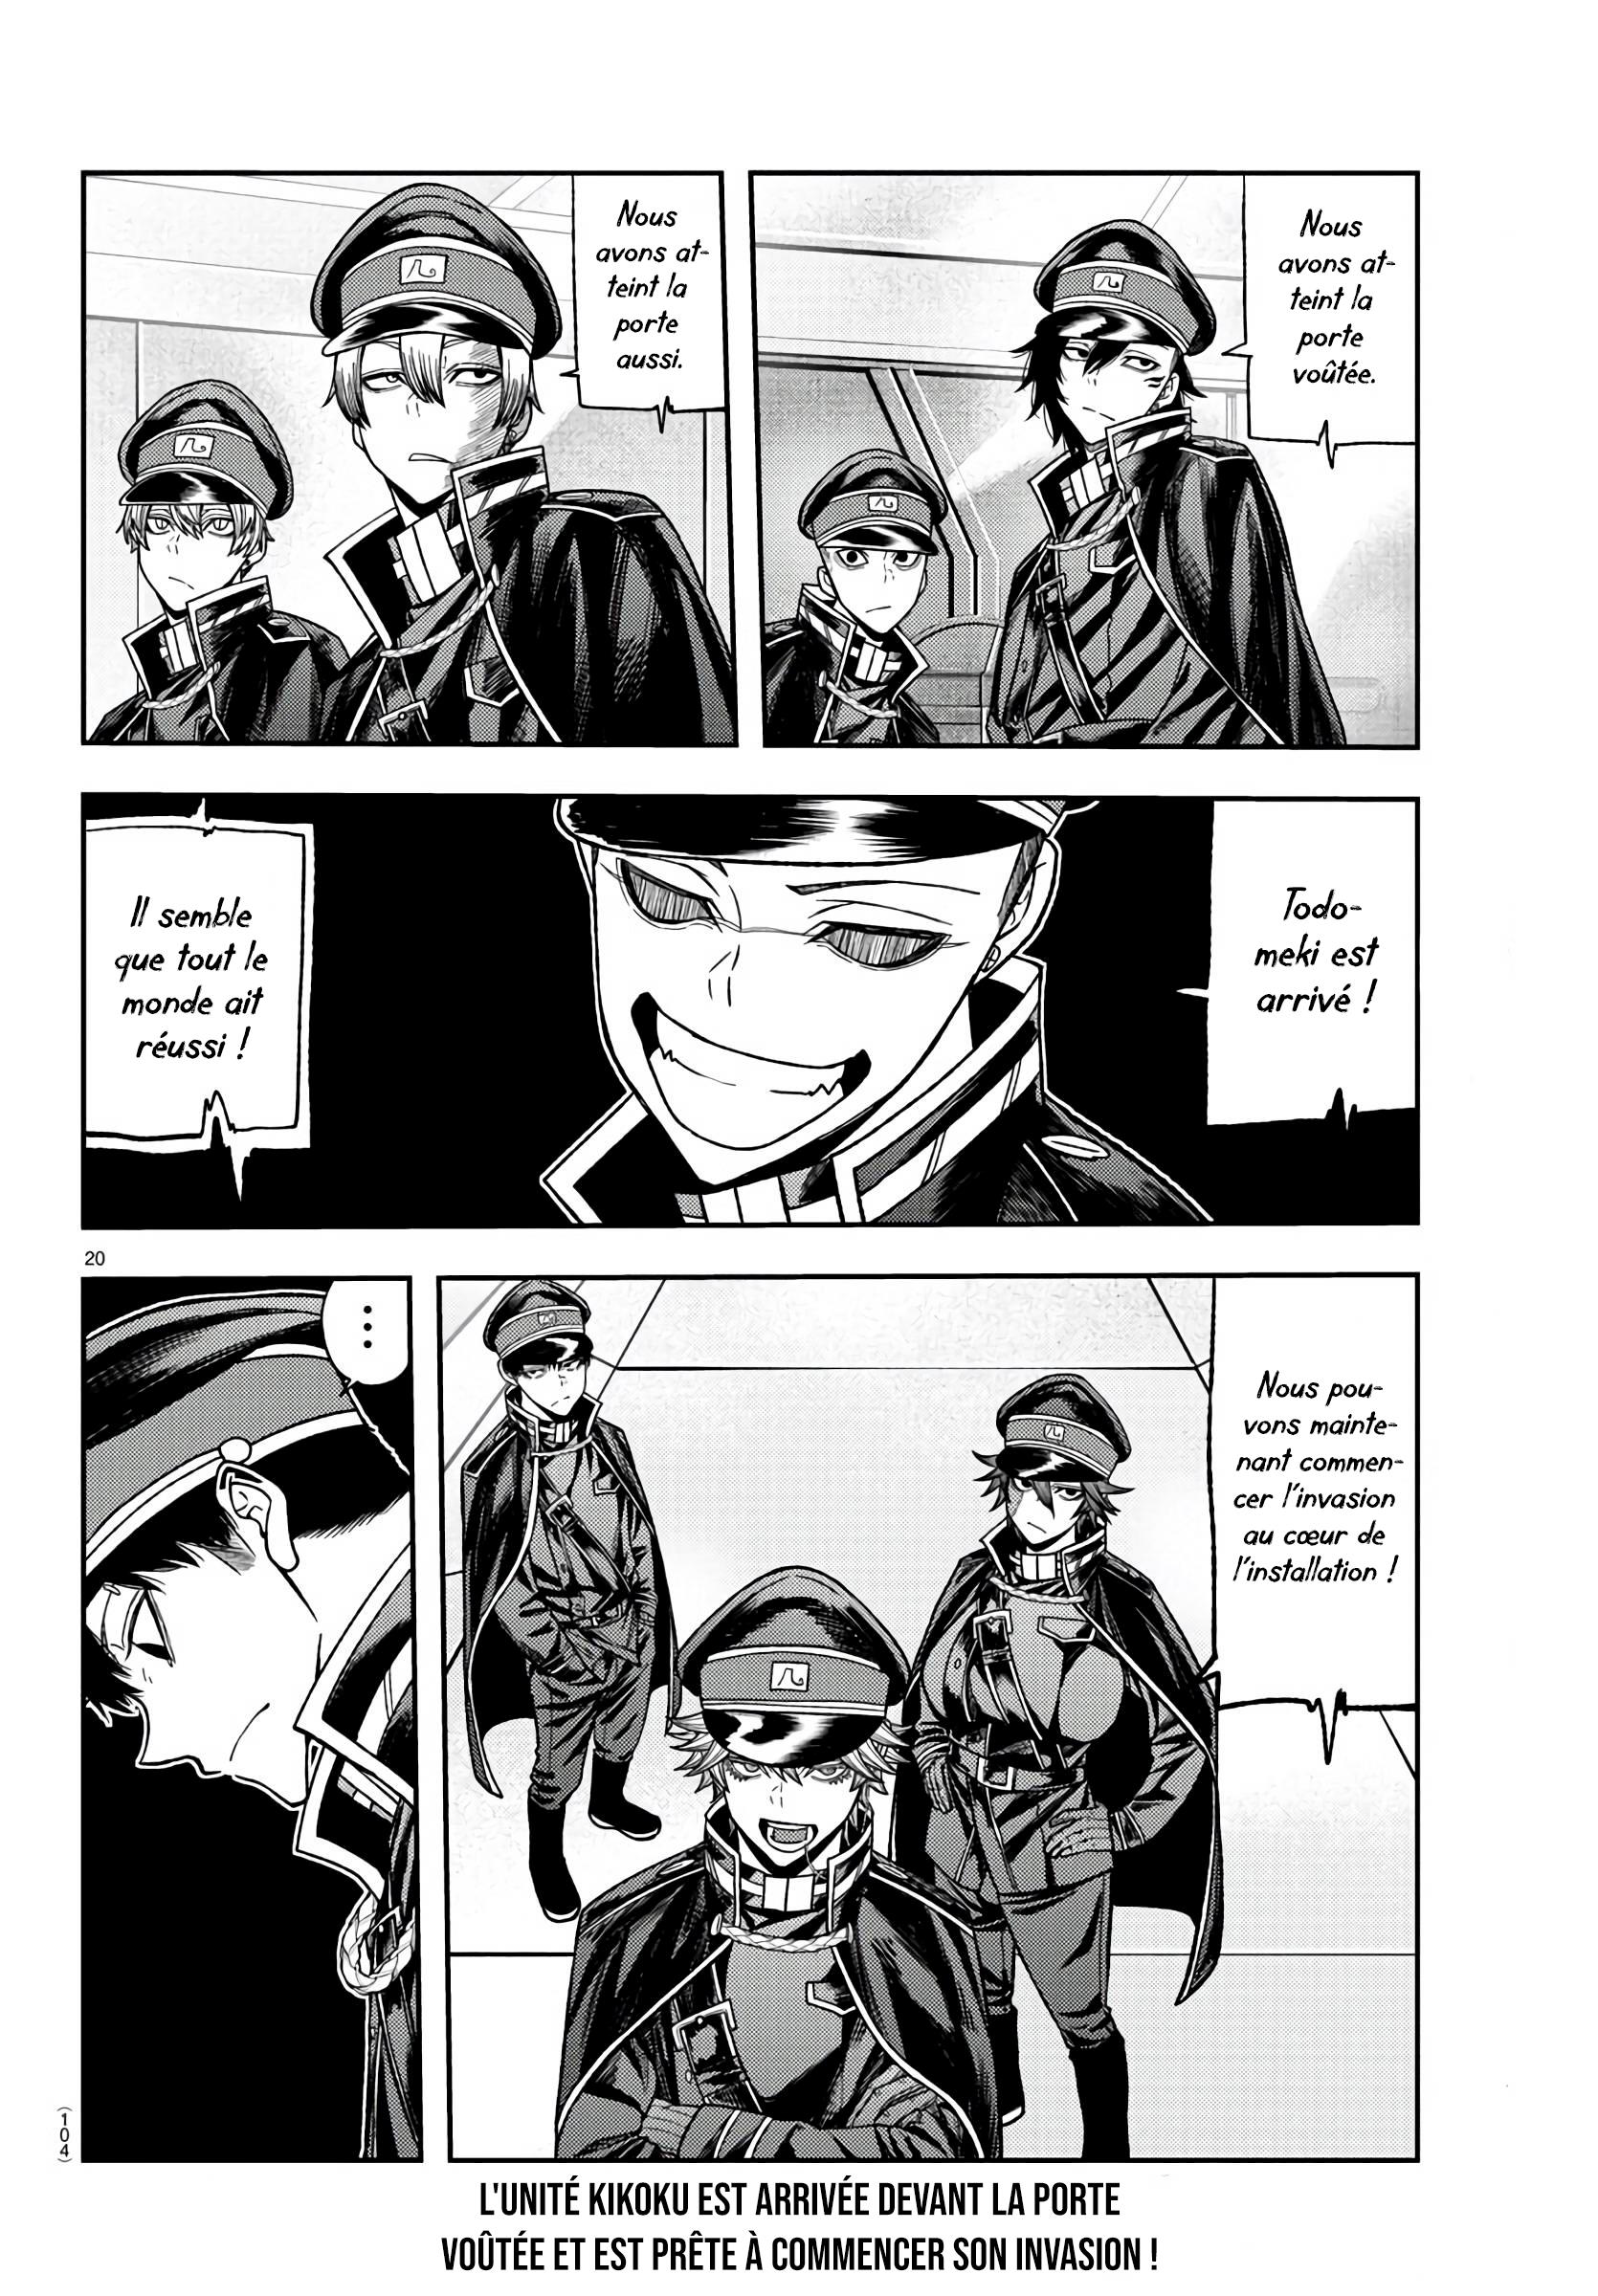 Nous
avons at-
teint la
porte
voûtée.
Nous
avons at-
teint la
porte
aussi.
Todo-
meki est
arrivé !
Il semble
que tout le
monde ait
réussi !
20
Nous pou-
vons mainte-
nant commen-
cer l'invasion
au cœur de
l'installation !
...
(104)
L'UNITÉ KIKOKU EST ARRIVÉE DEVANT LA PORTE
VOÛTÉE ET EST PRÊTE À COMMENCER SON INVASION !